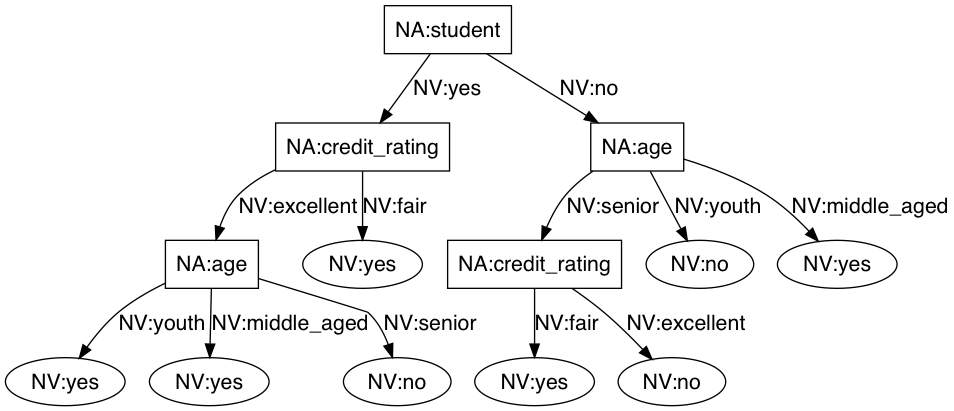 NA:student
NV:yes
NV:no
NA:credit_rating
NA:age
NV:excellent
NV:fair
NV:senior
NV:youth
NV:middle_aged
NA:age
NV:yes
NA:credit_rating
NV:no
NV:yes
NV:youth
NV:middle_aged
NV:senior
NV:fair
NV:excellent
NV:yes
NV:yes
NV:no
NV:yes
NV:no